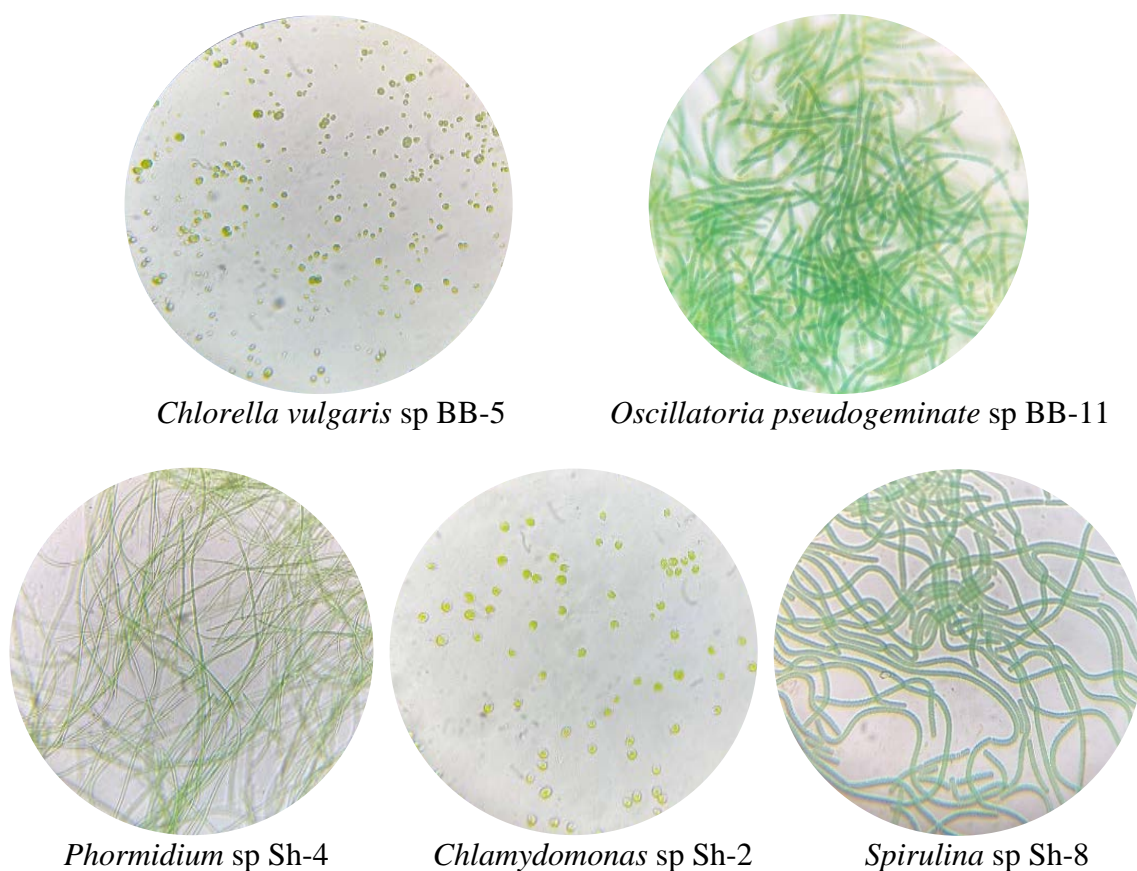 Chlorella vulgaris sp BB-5
Oscillatoria pseudogeminate sp BB-11
Phormidium sp Sh-4
Chlamydomonas sp Sh-2
Spirulina sp Sh-8